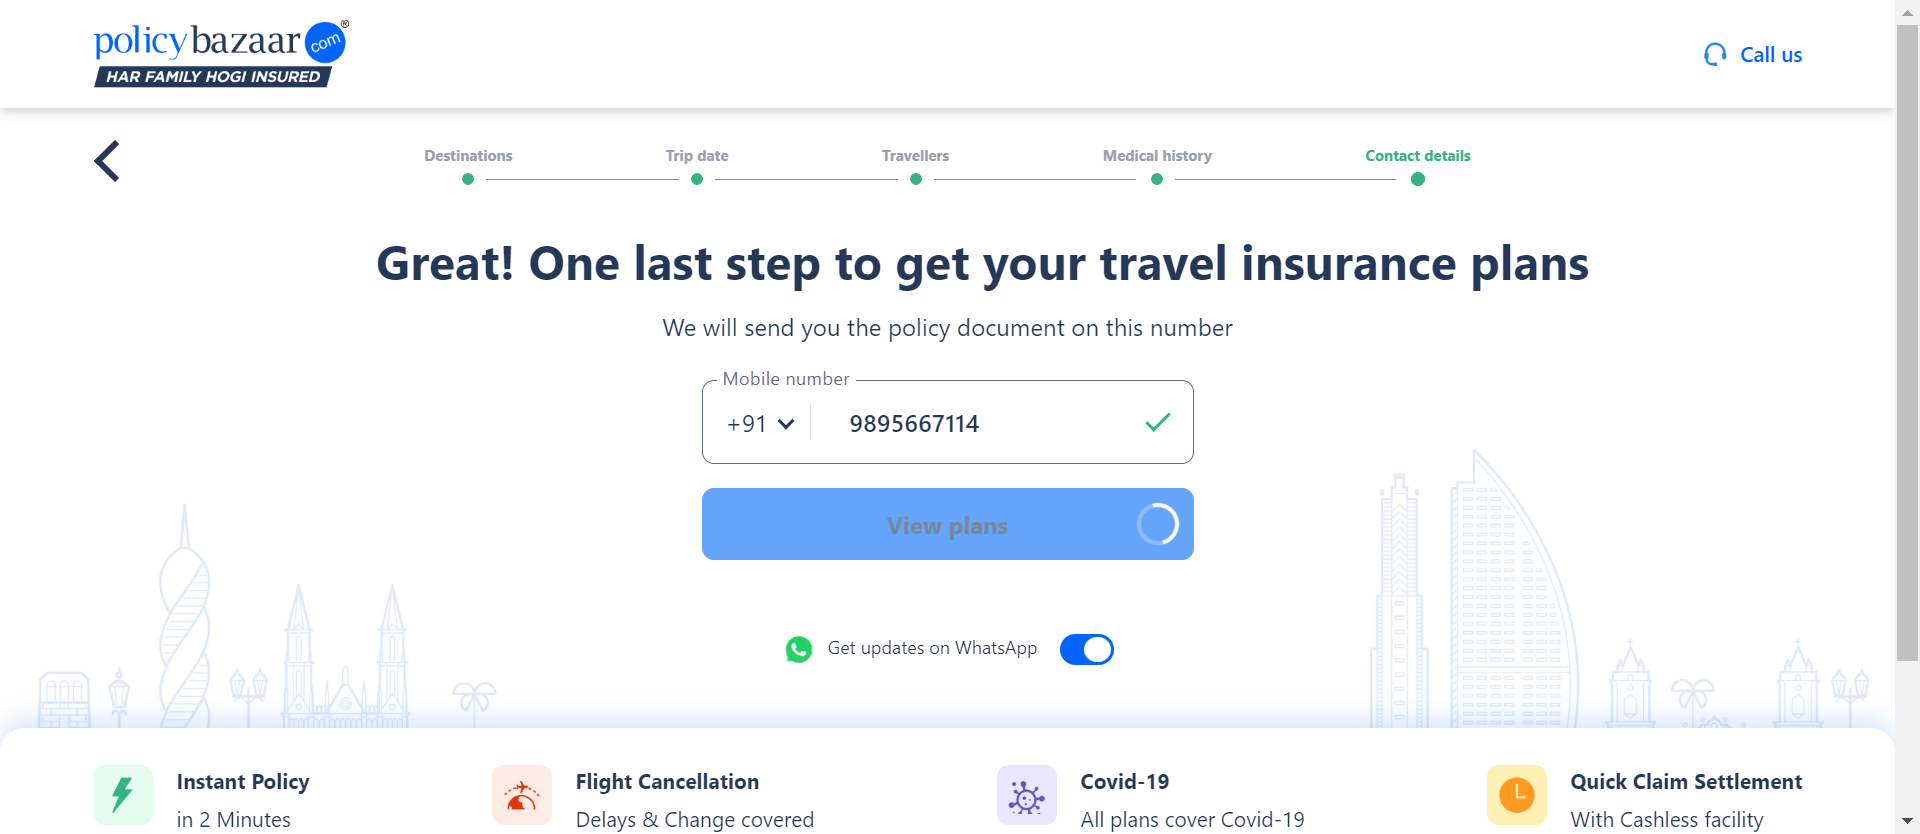 policybazaar com ®
HAR FAMILY HOGI INSURED
Call us
Destinations
Trip date
Travellers
Medical history
Contact details
Great! One last step to get your travel insurance plans
We will send you the policy document on this number
Mobile number
+91 9895667114
View plans
Get updates on WhatsApp
Instant Policy
in 2 Minutes
Flight Cancellation
Delays & Change covered
Covid-19
All plans cover Covid-19
Quick Claim Settlement
With Cashless facility